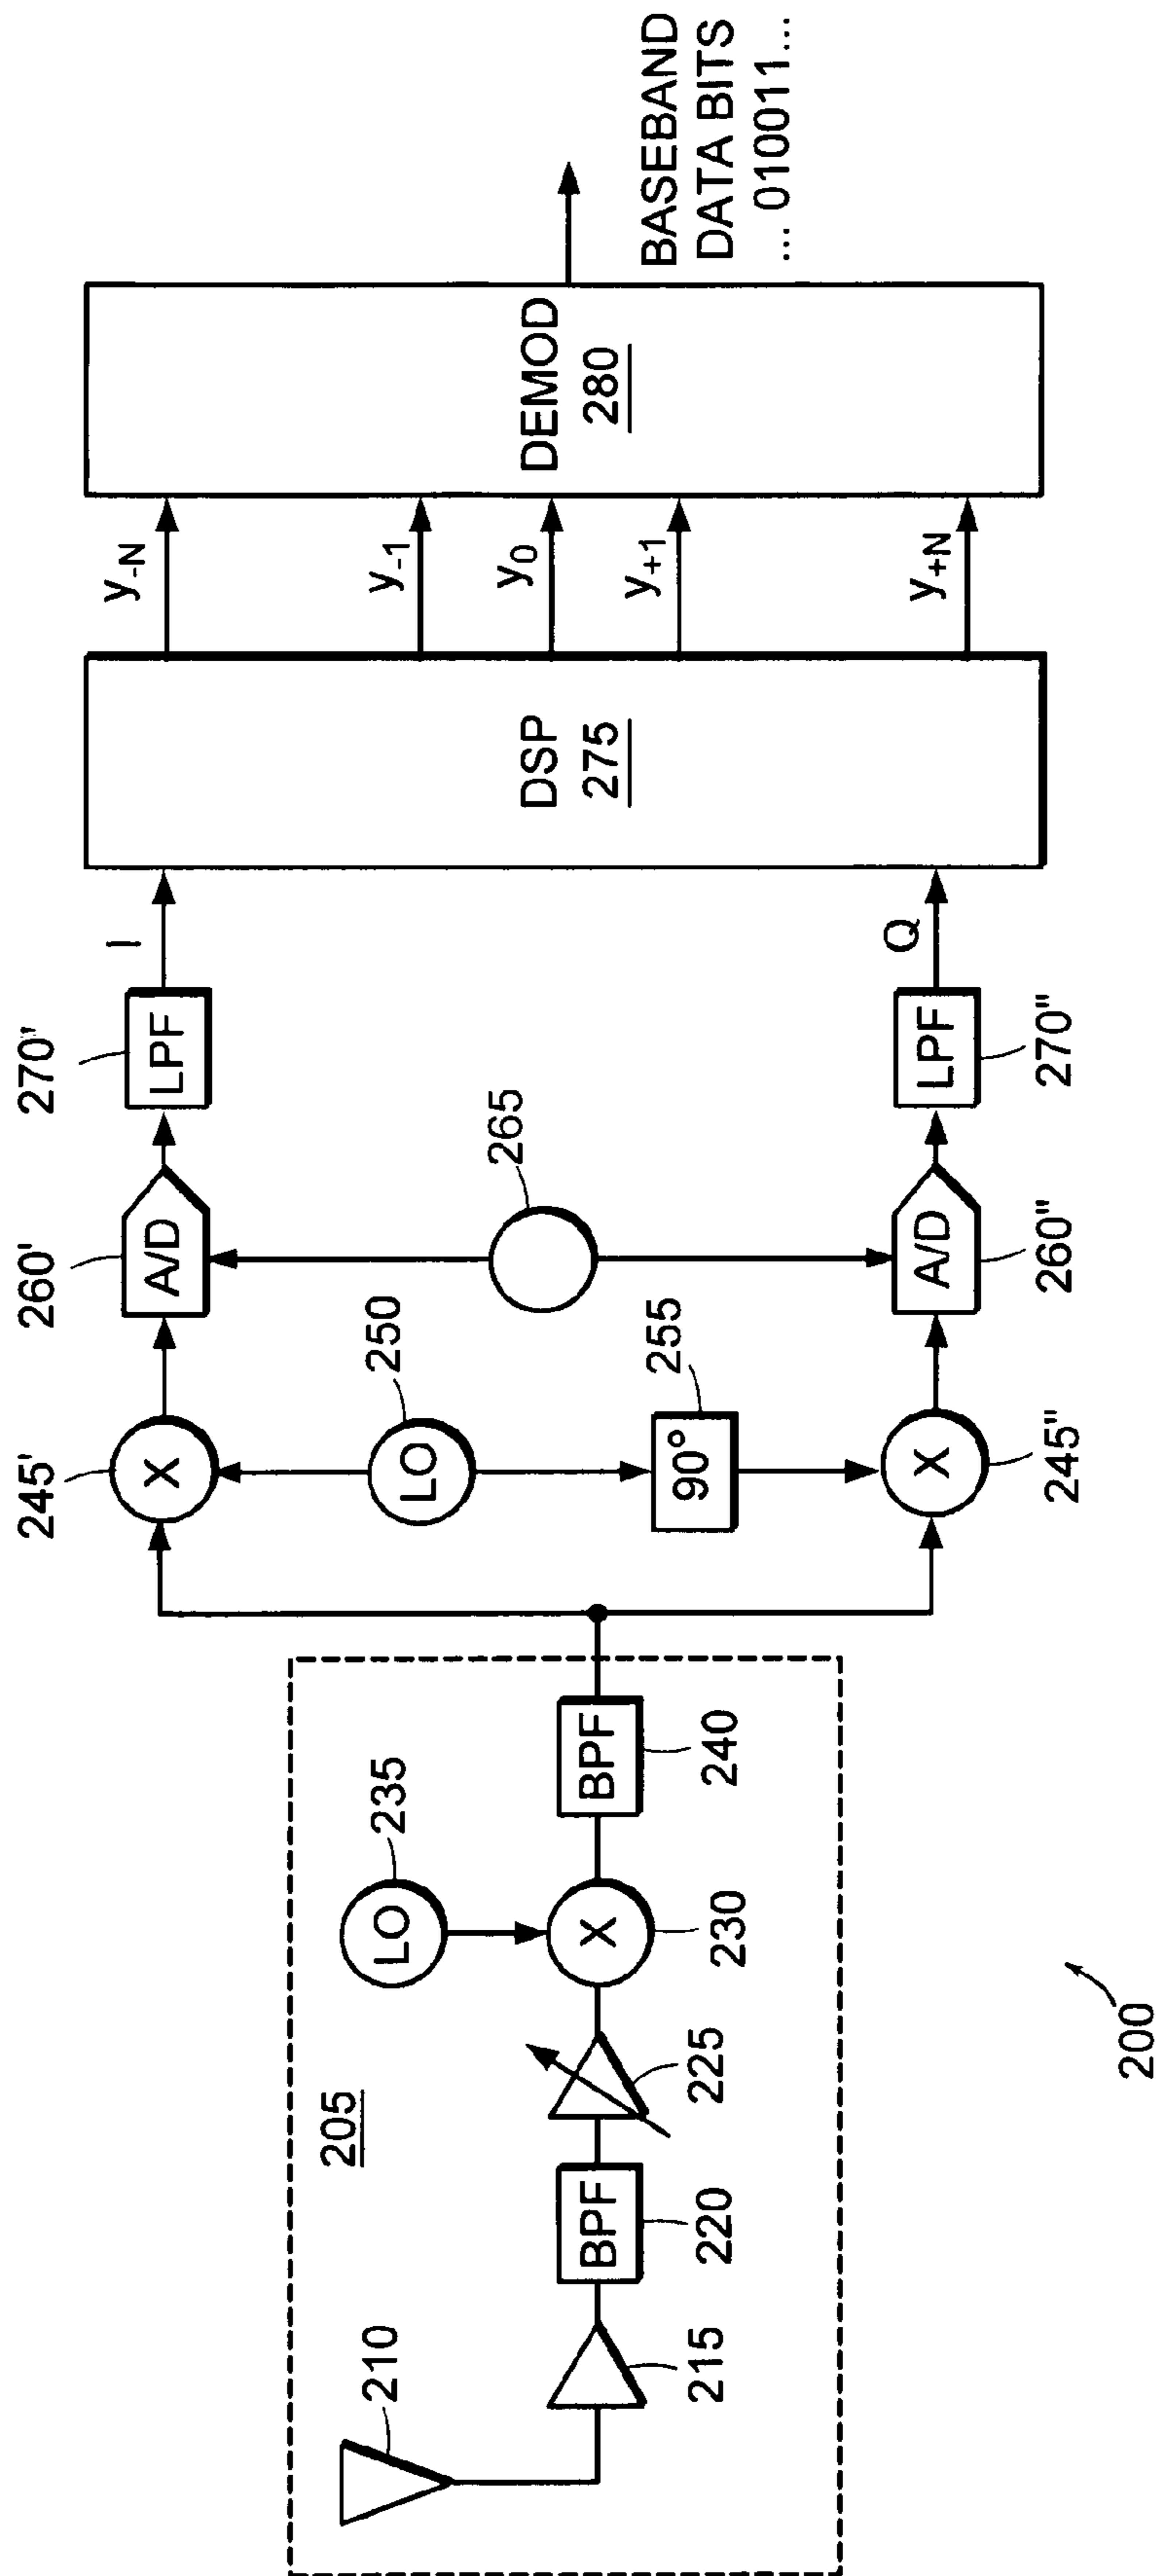 205
210
215
BPF
220
225
LO
235
X
230
BPF
240
245'
X
LO
250
90°
255
X
245"
260'
A/D
265
A/D
260"
270'
LPF
LPF
270"
I
Q
DSP
275
y-N
y-1
y0
y+1
y+N
DEMOD
280
BASEBAND
DATA BITS
... 010011...
200